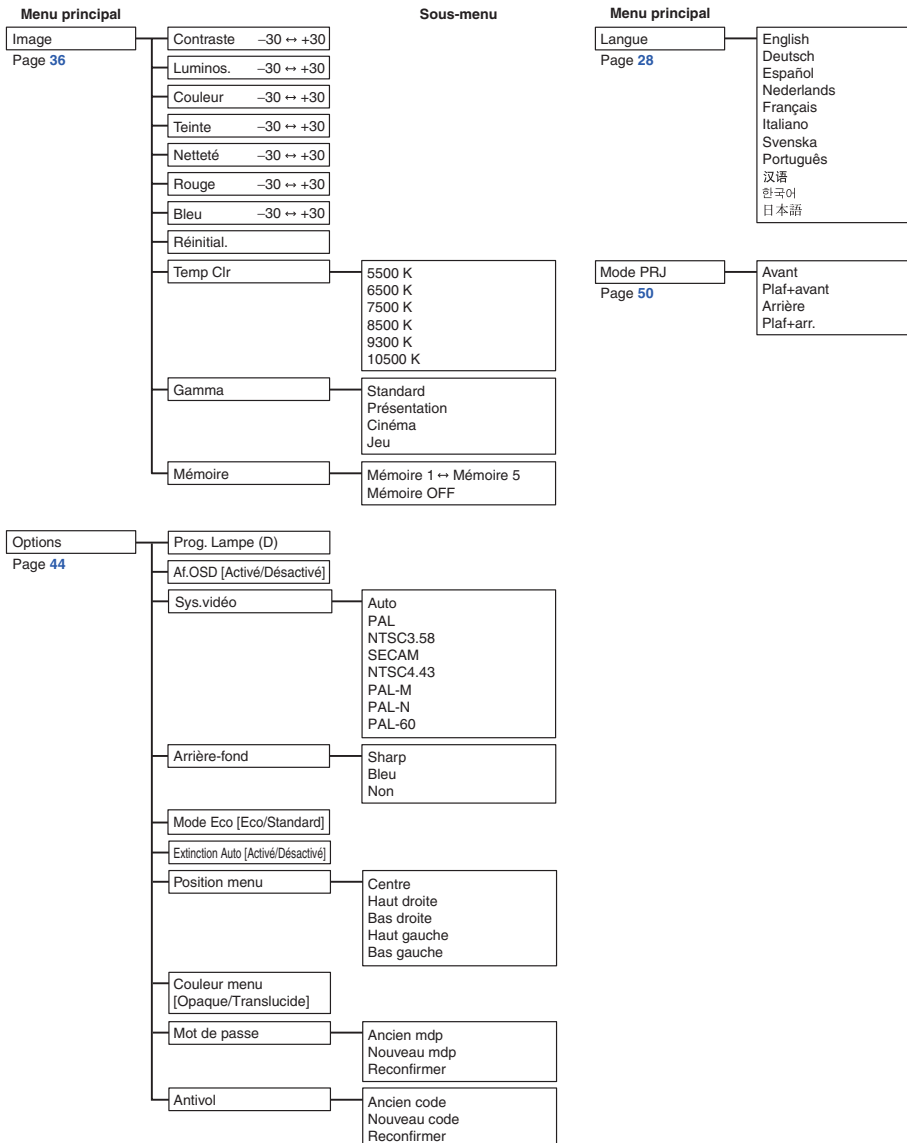 Menu principal
Sous-menu
Image
Page 36
Contraste –30 ↔ +30
Luminos. –30 ↔ +30
Couleur –30 ↔ +30
Teinte –30 ↔ +30
Netteté –30 ↔ +30
Rouge –30 ↔ +30
Bleu –30 ↔ +30
Réinitial.
Temp Clr
5500 K
6500 K
7500 K
8500 K
9300 K
10500 K
Gamma
Standard
Présentation
Cinéma
Jeu
Mémoire
Mémoire 1 ↔ Mémoire 5
Mémoire OFF
Options
Page 44
Prog. Lampe (D)
Af.OSD [Activé/Désactivé]
Sys.vidéo
Auto
PAL
NTSC3.58
SECAM
NTSC4.43
PAL-M
PAL-N
PAL-60
Arrière-fond
Sharp
Bleu
Non
Mode Eco [Eco/Standard]
Extinction Auto [Activé/Désactivé]
Position menu
Centre
Haut droite
Bas droite
Haut gauche
Bas gauche
Couleur menu
[Opaque/Translucide]
Mot de passe
Ancien mdp
Nouveau mdp
Reconfirmer
Antivol
Ancien code
Nouveau code
Reconfirmer
Menu principal
Langue
Page 28
English
Deutsch
Español
Nederlands
Français
Italiano
Svenska
Português
汉语
한국어
日本語
Mode PRJ
Page 50
Avant
Plaf+avant
Arrière
Plaf+arr.